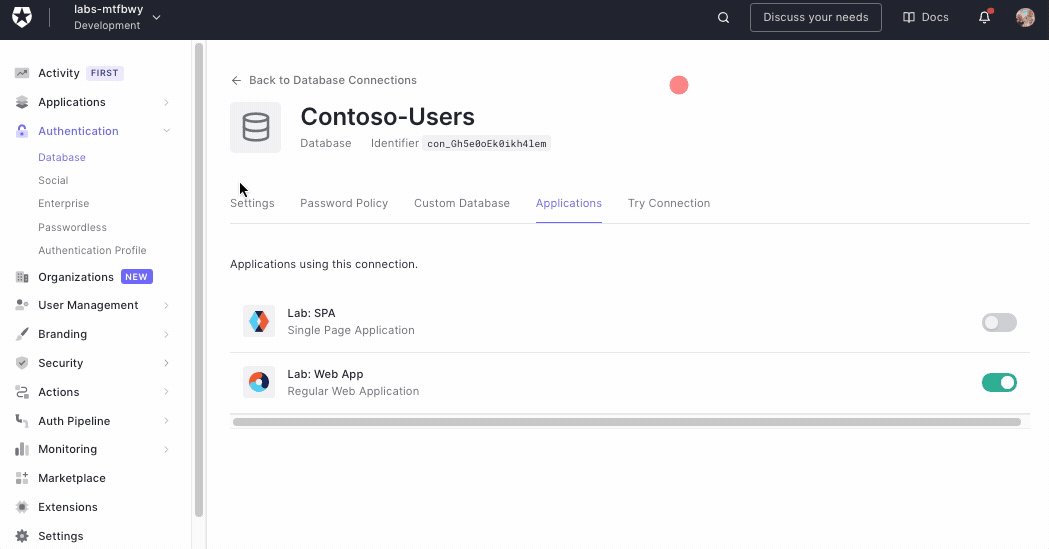 labs-mtfbwy
Development
Discuss your needs
Docs
Activity FIRST
Applications
Authentication
Database
Social
Enterprise
Passwordless
Authentication Profile
Organizations NEW
User Management
Branding
Security
Actions
Auth Pipeline
Monitoring
Marketplace
Extensions
Settings
Back to Database Connections
Contoso-Users
Database Identifier con_Gh5e0oEk0ikh4lem
Settings Password Policy Custom Database Applications Try Connection
Applications using this connection.
Lab: SPA
Single Page Application
Lab: Web App
Regular Web Application